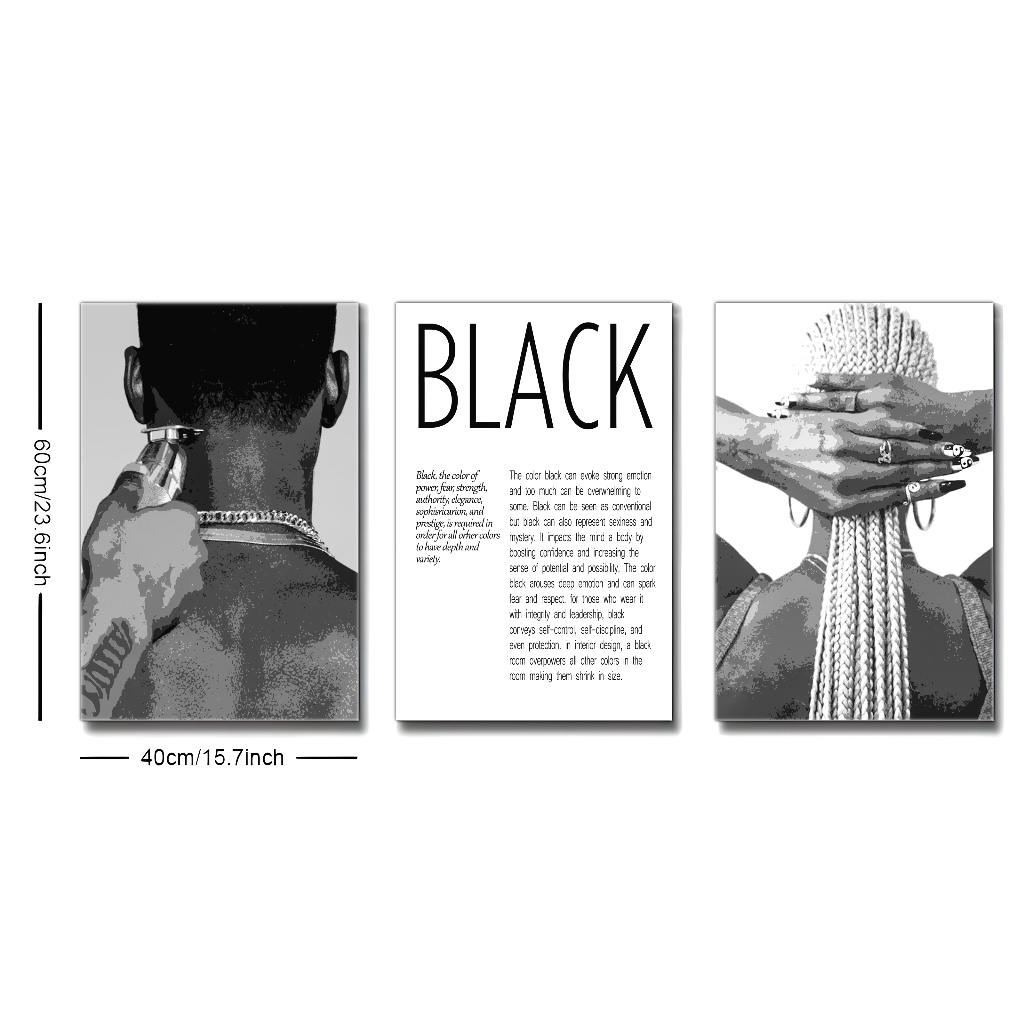 60cm/23.6inch
40cm/15.7inch
BLACK
Black, the color of
power, fear, strength,
authority, elegance,
sophisticarion, and
prestige, is required in
order for all other colors
to have depth and
variety.
The color black can evoke strong emotion
and too much can be overwhelming to
some. Black can be seen as conventional
but black can also represent sexiness and
mystery. It impacts the mind a body by
boosting confidence and increasing the
sense of potential and possibility. The color
black arouses deep emotion and can spark
fear and respect. for those who wear it
with integrity and leadership, black
conveys self-control, self-discipline, and
even protection. in interior design, a black
room overpowers all other colors in the
room making them shrink in size.